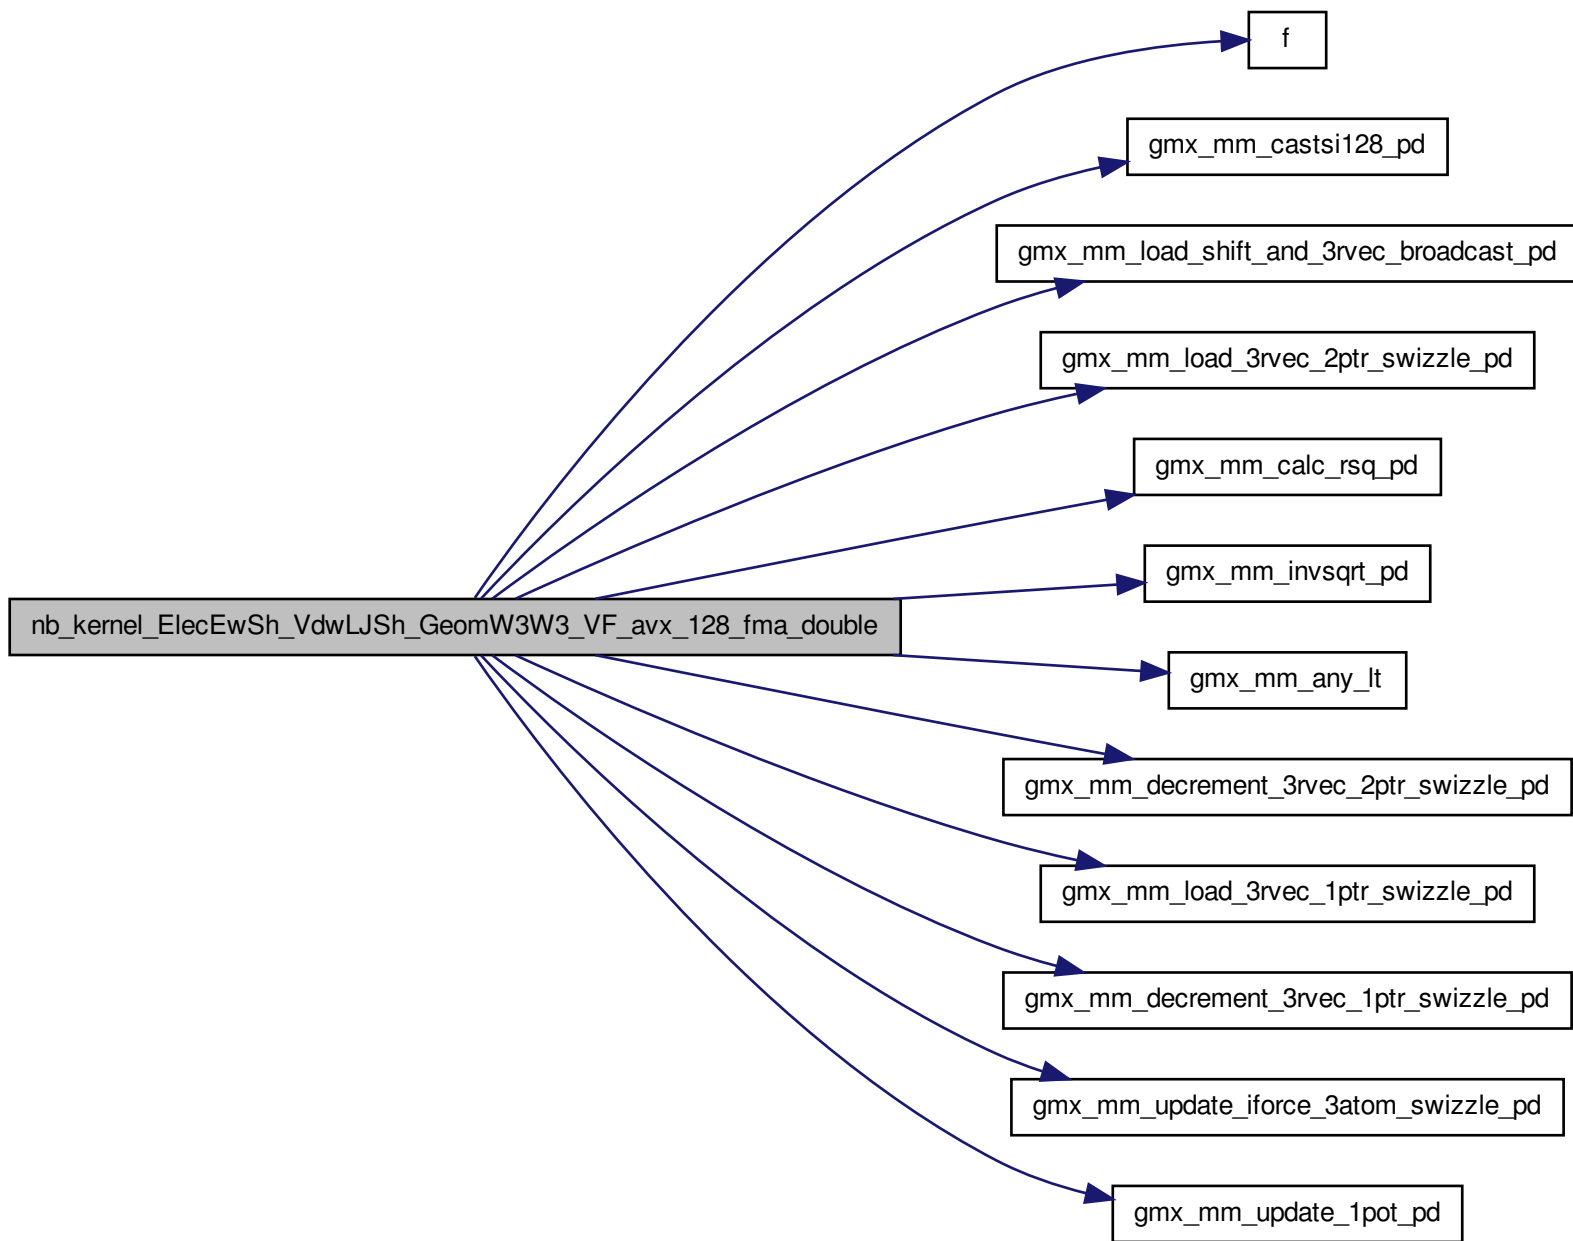 f
gmx_mm_castsi128_pd
gmx_mm_load_shift_and_3rvec_broadcast_pd
gmx_mm_load_3rvec_2ptr_swizzle_pd
gmx_mm_calc_rsq_pd
gmx_mm_invsqrt_pd
nb_kernel_ElecEwSh_VdwLJSh_GeomW3W3_VF_avx_128_fma_double
gmx_mm_any_lt
gmx_mm_decrement_3rvec_2ptr_swizzle_pd
gmx_mm_load_3rvec_1ptr_swizzle_pd
gmx_mm_decrement_3rvec_1ptr_swizzle_pd
gmx_mm_update_iforce_3atom_swizzle_pd
gmx_mm_update_1pot_pd